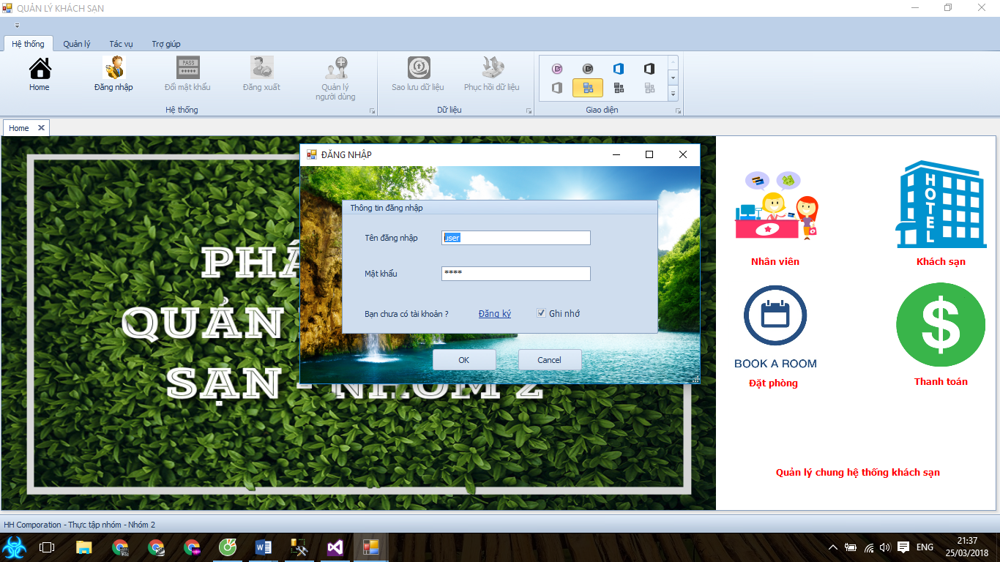 QUẢN LÝ KHÁCH SẠN
Hệ thống
Quản lý
Tác vụ
Trợ giúp
PASS
*****
Home
Đăng nhập
Đổi mật khẩu
Đăng xuất
Quản lý
người dùng
Sao lưu dữ liệu
Phục hồi dữ liệu
Hệ thống
Dữ liệu
Giao diện
Home
ĐĂNG NHẬP
Thông tin đăng nhập
Tên đăng nhập
user
Mật khẩu
****
Bạn chưa có tài khoản ?
Đăng ký
Ghi nhớ
OK
Cancel
QUẢN
SẠN - NHÓM 2
HOTEL
Nhân viên
Khách sạn
BOOK A ROOM
Đặt phòng
$
Thanh toán
Quản lý chung hệ thống khách sạn
HH Comporation - Thực tập nhóm - Nhóm 2
ENG
21:37
25/03/2018